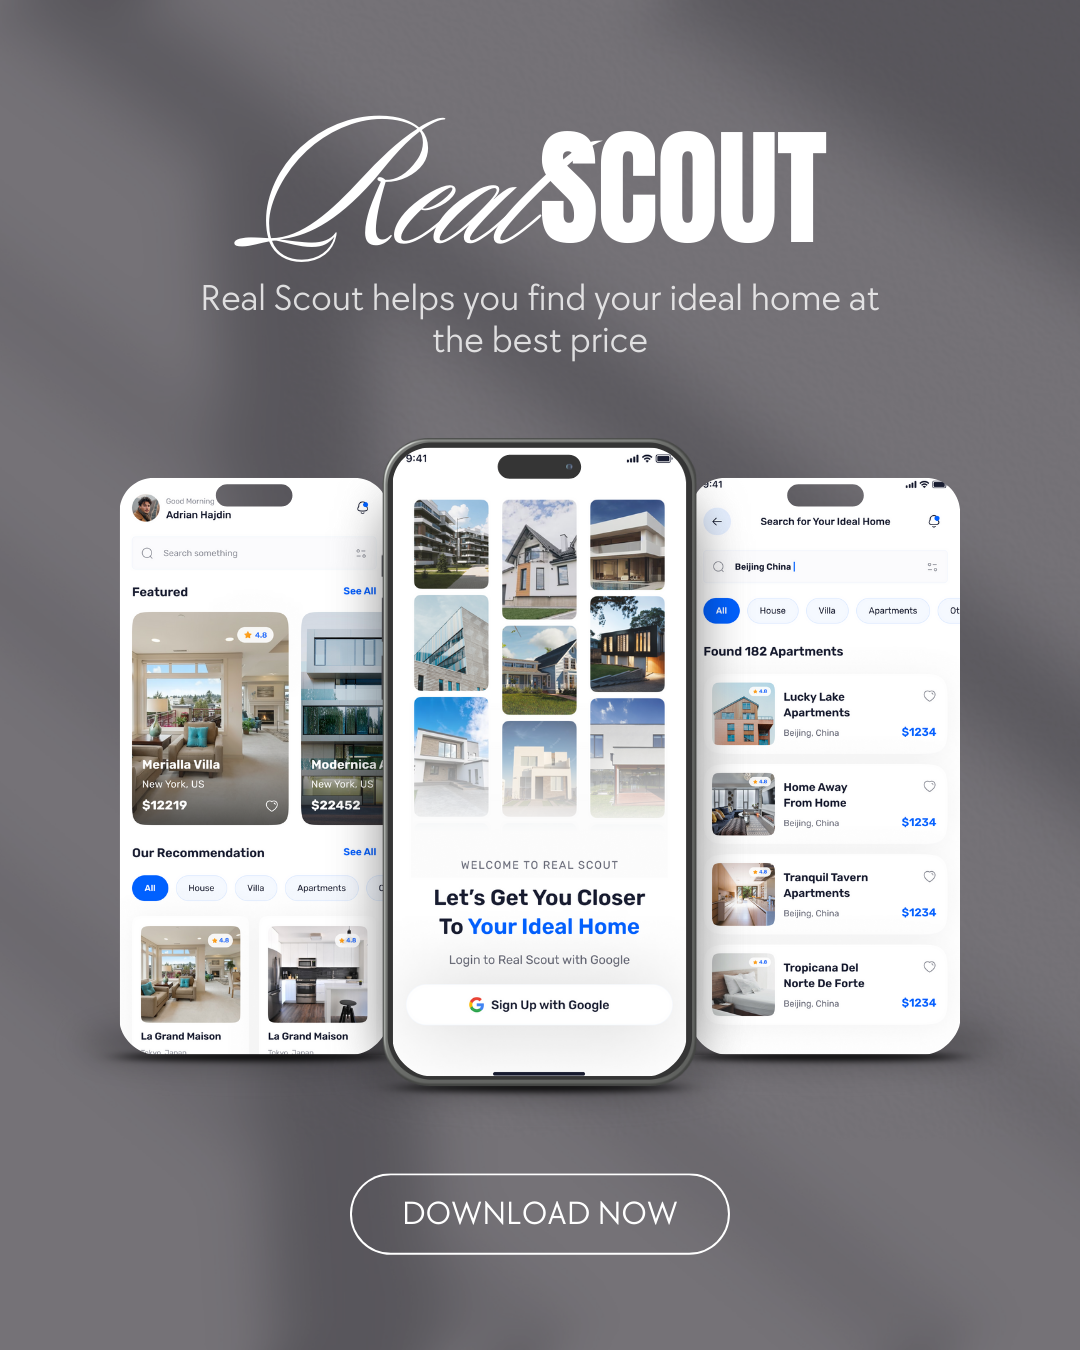 Real SCOUT
Real Scout helps you find your ideal home at
the best price
Good Morning
Adrian Hajdin
Search something
Featured
See All
4.8
Merialla Villa
New York, US
$12219
Modernica
New York, US
$22452
Our Recommendation
See All
All
House
Villa
Apartments
4.8
La Grand Maison
Tokyo, Japan
4.8
La Grand Maison
Tokyo, Japan
9:41
WELCOME TO REAL SCOUT
Let's Get You Closer
To Your Ideal Home
Login to Real Scout with Google
Sign Up with Google
9:41
Search for Your Ideal Home
Beijing China
All
House
Villa
Apartments
Ot
Found 182 Apartments
4.8
Lucky Lake
Apartments
Beijing, China
$1234
4.8
Home Away
From Home
Beijing, China
$1234
4.8
Tranquil Tavern
Apartments
Beijing, China
$1234
4.8
Tropicana Del
Norte De Forte
Beijing, China
$1234
DOWNLOAD NOW